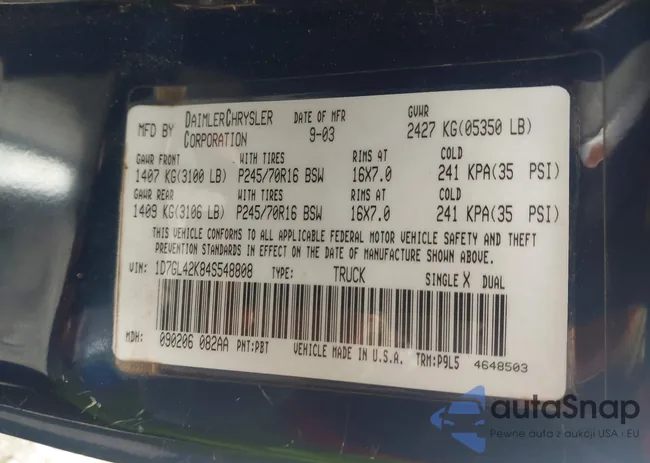 MFD BY DAIMLERCHRYSLER CORPORATION DATE OF MFR 9-03 GVWR 2427 KG(05350 LB)
GAWR FRONT WITH TIRES RIMS AT COLD
1407 KG(3100 LB) P245/70R16 BSW 16X7.0 241 KPA(35 PSI)
GAWR REAR WITH TIRES RIMS AT COLD
1409 KG(3106 LB) P245/70R16 BSW 16X7.0 241 KPA(35 PSI)
THIS VEHICLE CONFORMS TO ALL APPLICABLE FEDERAL MOTOR VEHICLE SAFETY AND THEFT
PREVENTION STANDARDS IN EFFECT ON THE DATE OF MANUFACTURE SHOWN ABOVE.
VIN: 1D7GL42K84S548808 TYPE: TRUCK SINGLE X DUAL
MDH: 090206 082AA PNT:PBT VEHICLE MADE IN U.S.A. TRM:P9L5 4648503
autaSnap
Pewne auta z aukcji USA i EU